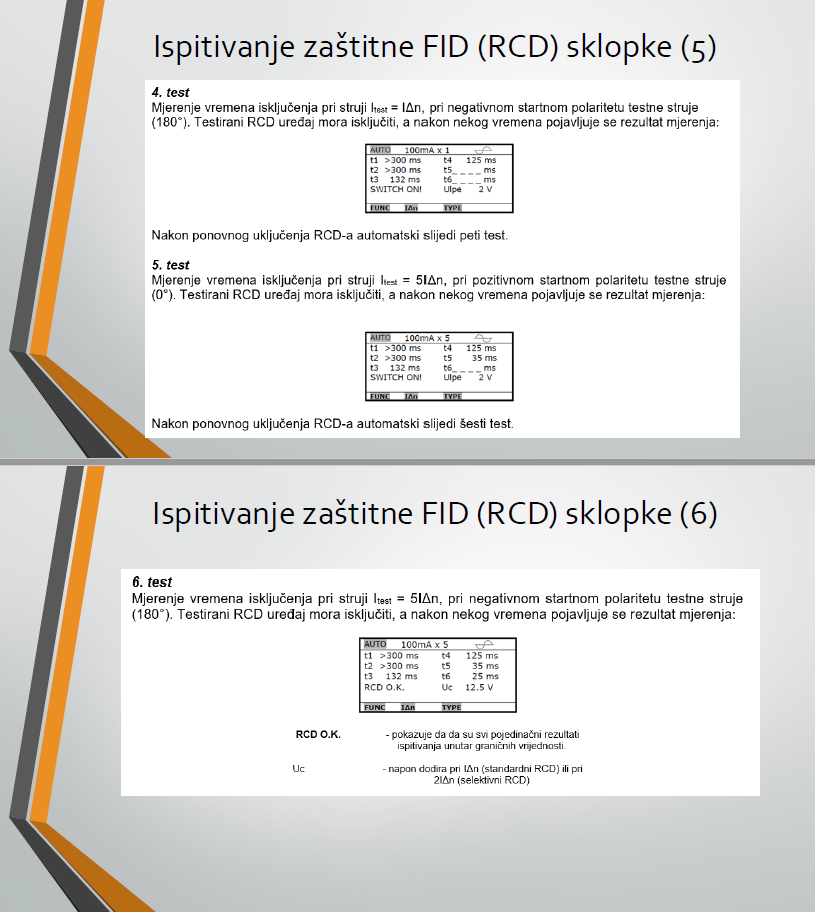 Ispitivanje zaštitne FID (RCD) sklopke (5)
4. test
Mjerenje vremena isključenja pri struji Itest = IΔn, pri negativnom startnom polaritetu testne struje
(180°). Testirani RCD uređaj mora isključiti, a nakon nekog vremena pojavljuje se rezultat mjerenja:
AUTO 100mA x 1
t1 >300 ms t4 125 ms
t2 >300 ms t5_ _ _ _ ms
t3 132 ms t6_ _ _ _ ms
SWITCH ON! Ulpe 2 V
FUNC IΔn TYPE
Nakon ponovnog uključenja RCD-a automatski slijedi peti test.
5. test
Mjerenje vremena isključenja pri struji Itest = 5IΔn, pri pozitivnom startnom polaritetu testne struje
(0°). Testirani RCD uređaj mora isključiti, a nakon nekog vremena pojavljuje se rezultat mjerenja:
AUTO 100mA x 5
t1 >300 ms t4 125 ms
t2 >300 ms t5 35 ms
t3 132 ms t6_ _ _ _ ms
SWITCH ON! Ulpe 2 V
FUNC IΔn TYPE
Nakon ponovnog uključenja RCD-a automatski slijedi šesti test.
Ispitivanje zaštitne FID (RCD) sklopke (6)
6. test
Mjerenje vremena isključenja pri struji Itest = 5IΔn, pri negativnom startnom polaritetu testne struje
(180°). Testirani RCD uređaj mora isključiti, a nakon nekog vremena pojavljuje se rezultat mjerenja:
AUTO 100mA x 5
t1 >300 ms t4 125 ms
t2 >300 ms t5 35 ms
t3 132 ms t6 25 ms
RCD O.K. Uc 12.5 V
FUNC IΔn TYPE
RCD O.K. - pokazuje da da su svi pojedinačni rezultati
ispitivanja unutar graničnih vrijednosti.
Uc - napon dodira pri IΔn (standardni RCD) ili pri
2IΔn (selektivni RCD)